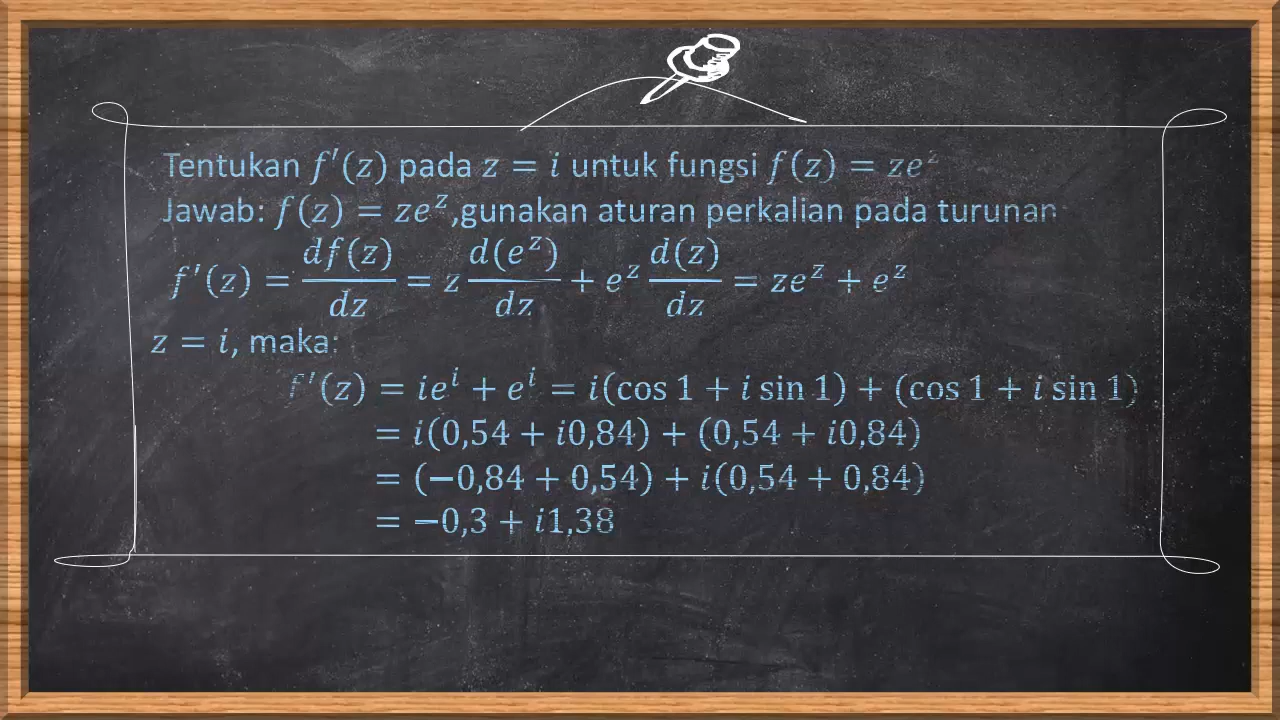 Tentukan f′(z) pada z = i untuk fungsi f(z) = ze^z
Jawab: f(z) = ze^z,gunakan aturan perkalian pada turunan
f′(z) = df(z)/dz = z d(e^z)/dz + e^z d(z)/dz = ze^z + e^z
z = i, maka:
f′(z) = ie^i + e^i = i(cos 1 + i sin 1) + (cos 1 + i sin 1)
= i(0,54 + i0,84) + (0,54 + i0,84)
= (−0,84 + 0,54) + i(0,54 + 0,84)
= −0,3 + i1,38